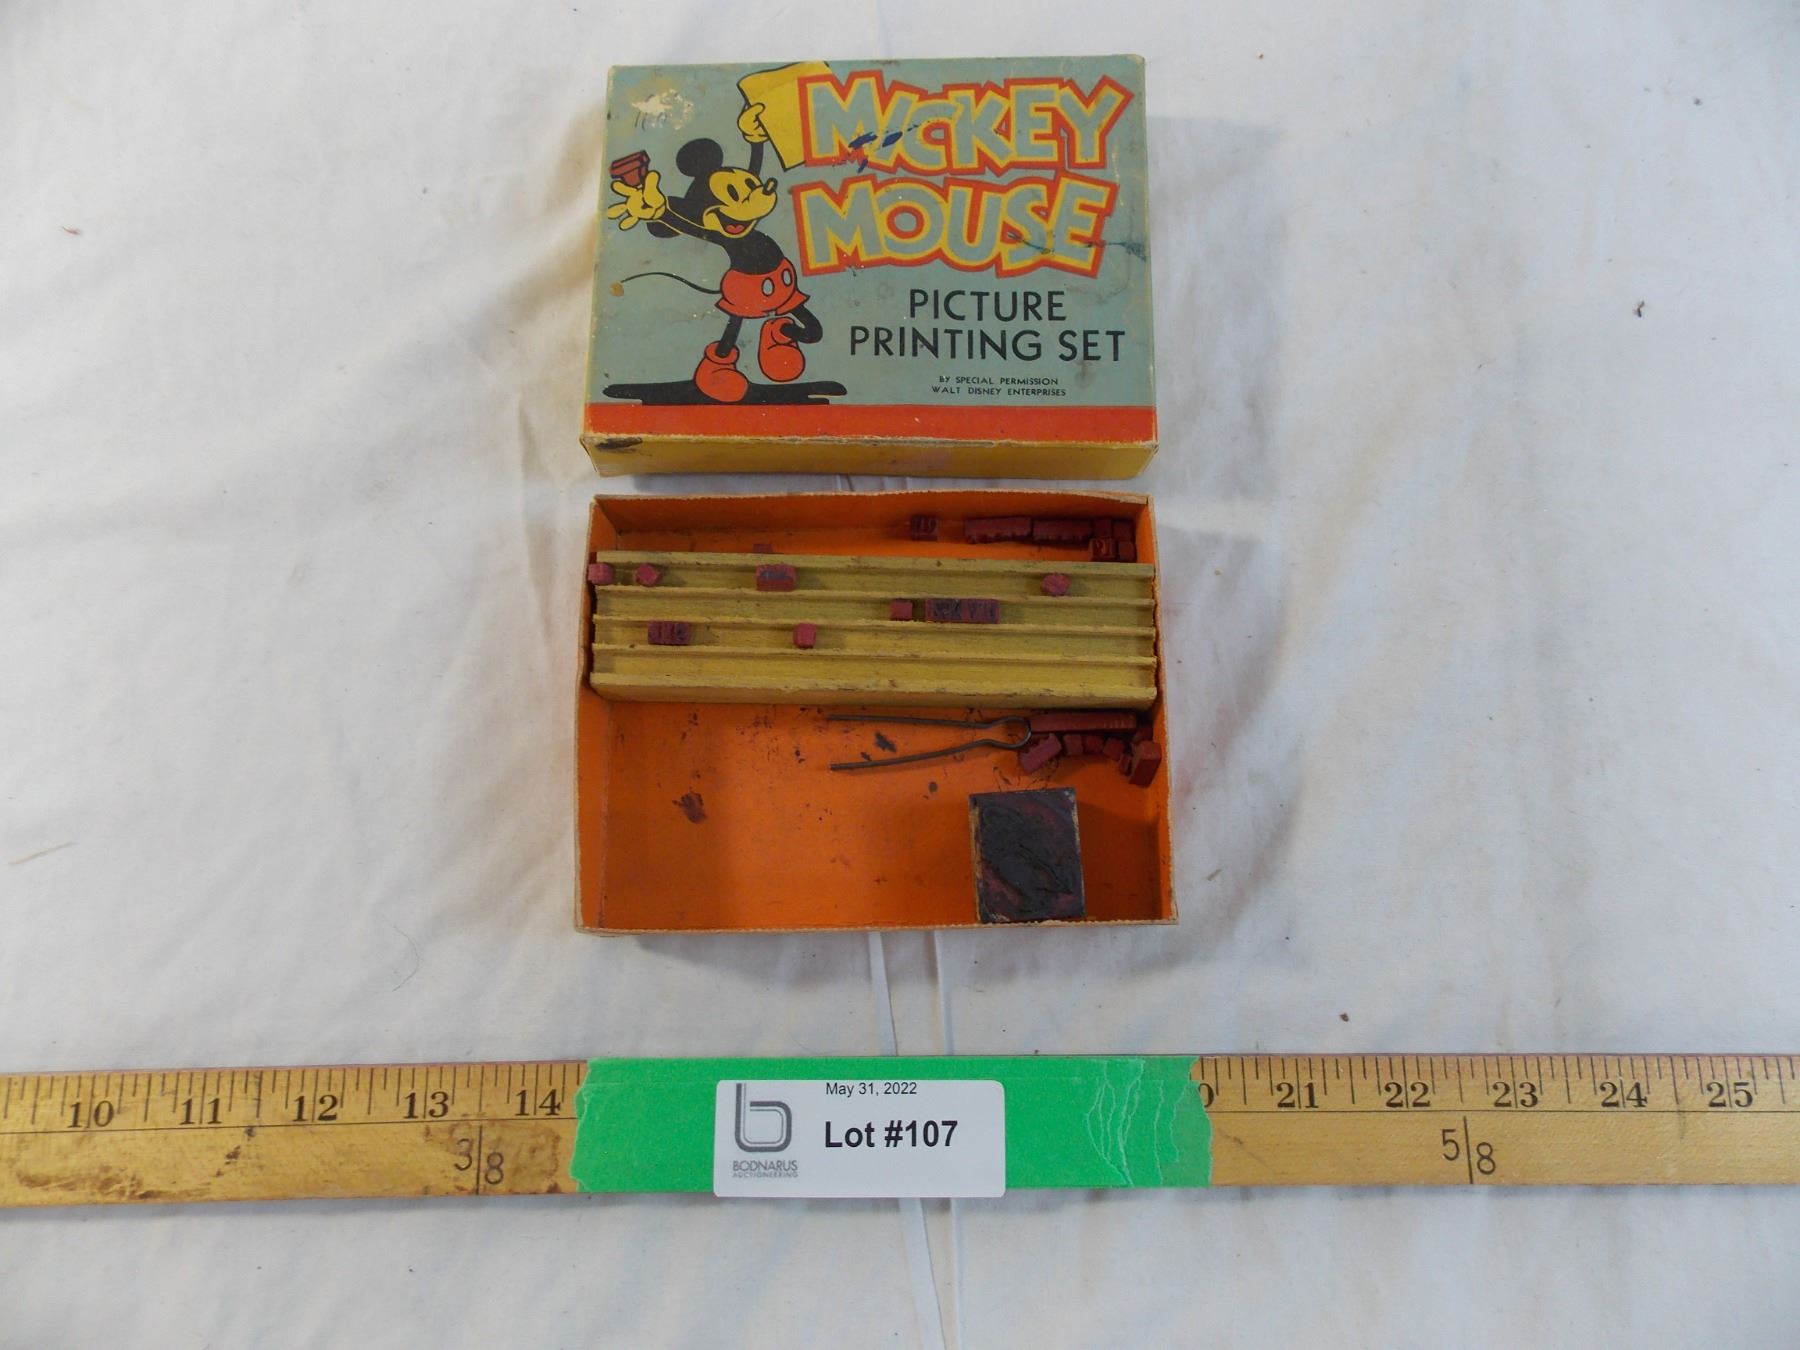 MICKEY
MOUSE
PICTURE
PRINTING SET
BY SPECIAL PERMISSION
WALT DISNEY ENTERPRISES
10 11 12 13 14 21 22 23 24 25
3/8 5/8
May 31, 2022
Lot #107
b
BODNARUS
AUCTIONEERING